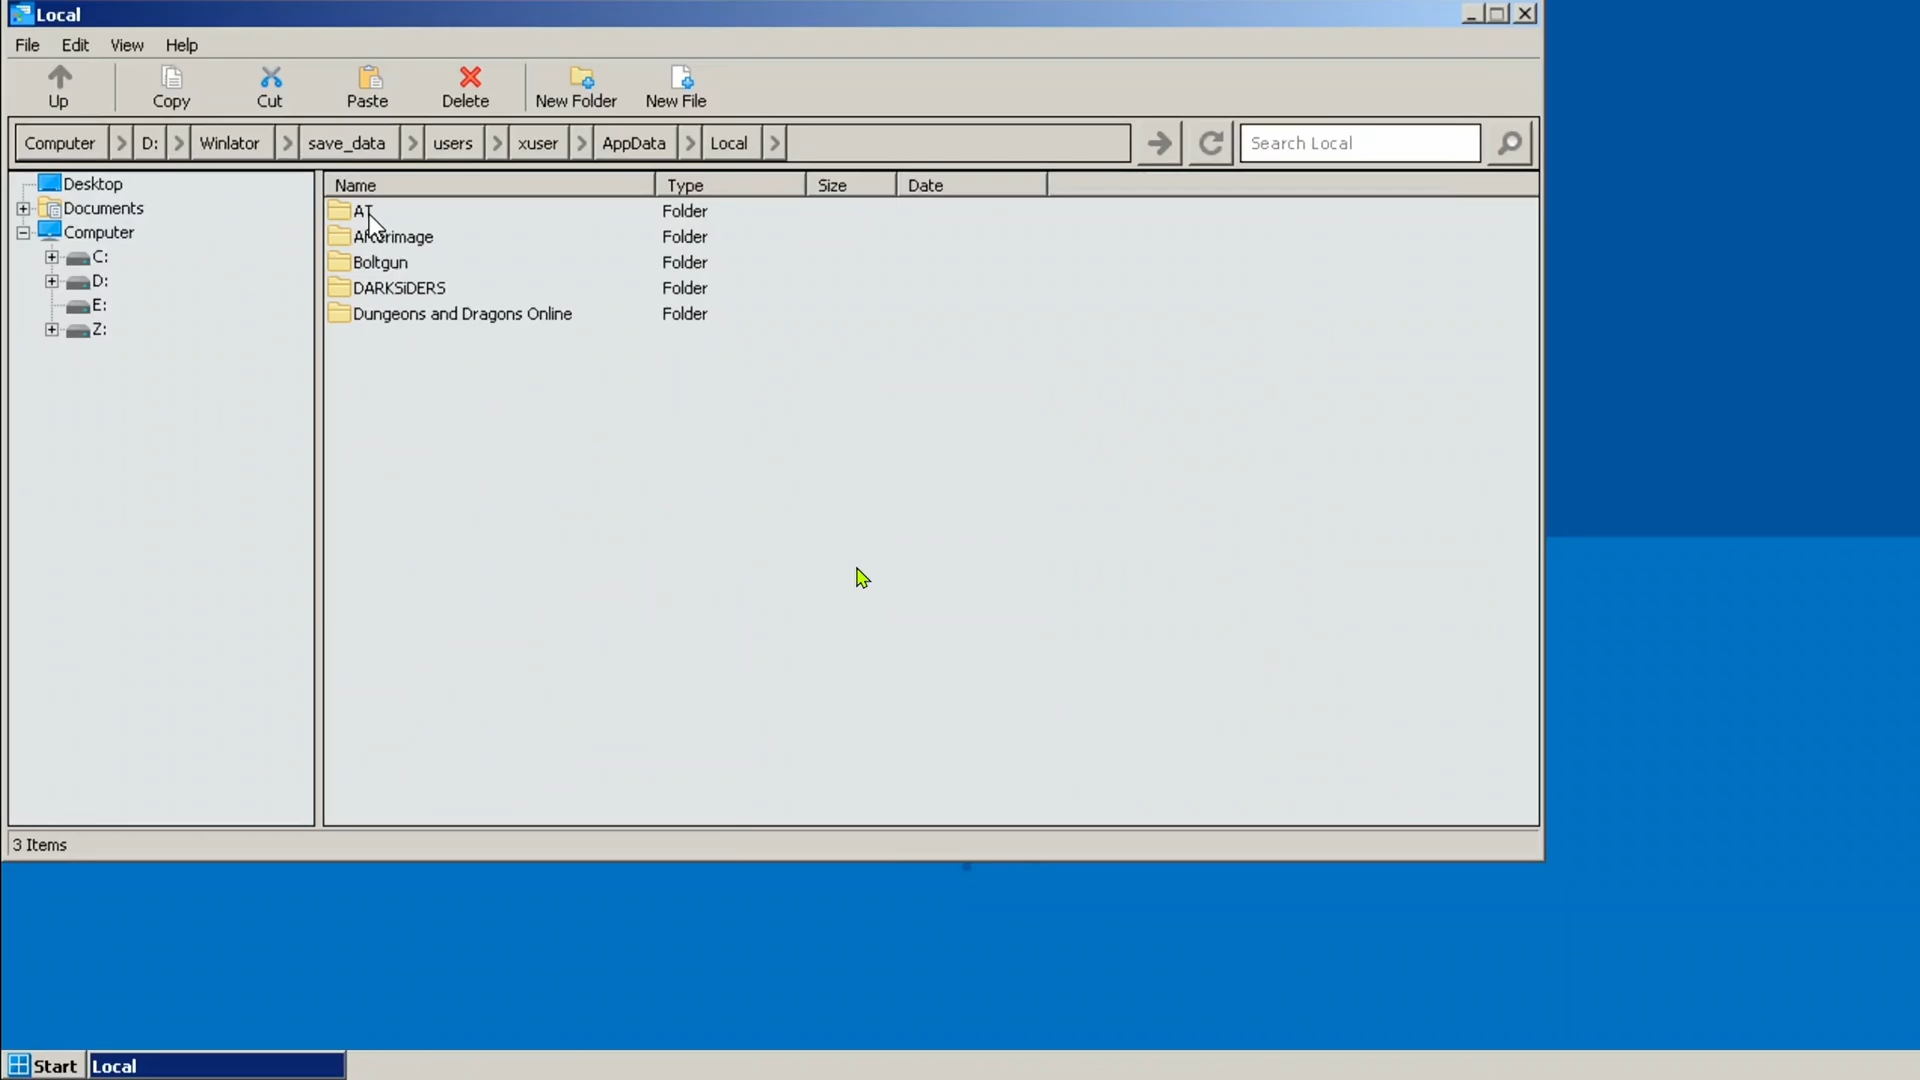 Local
File Edit View Help
Up Copy Cut Paste Delete New Folder New File
Computer D: Winlator save_data users xuser AppData Local Search Local
Desktop
Documents
Computer
C:
D:
E:
Z:
Name Type Size Date
AT Folder
Afterimage Folder
Boltgun Folder
DARKSiDERS Folder
Dungeons and Dragons Online Folder
3 Items
Start Local